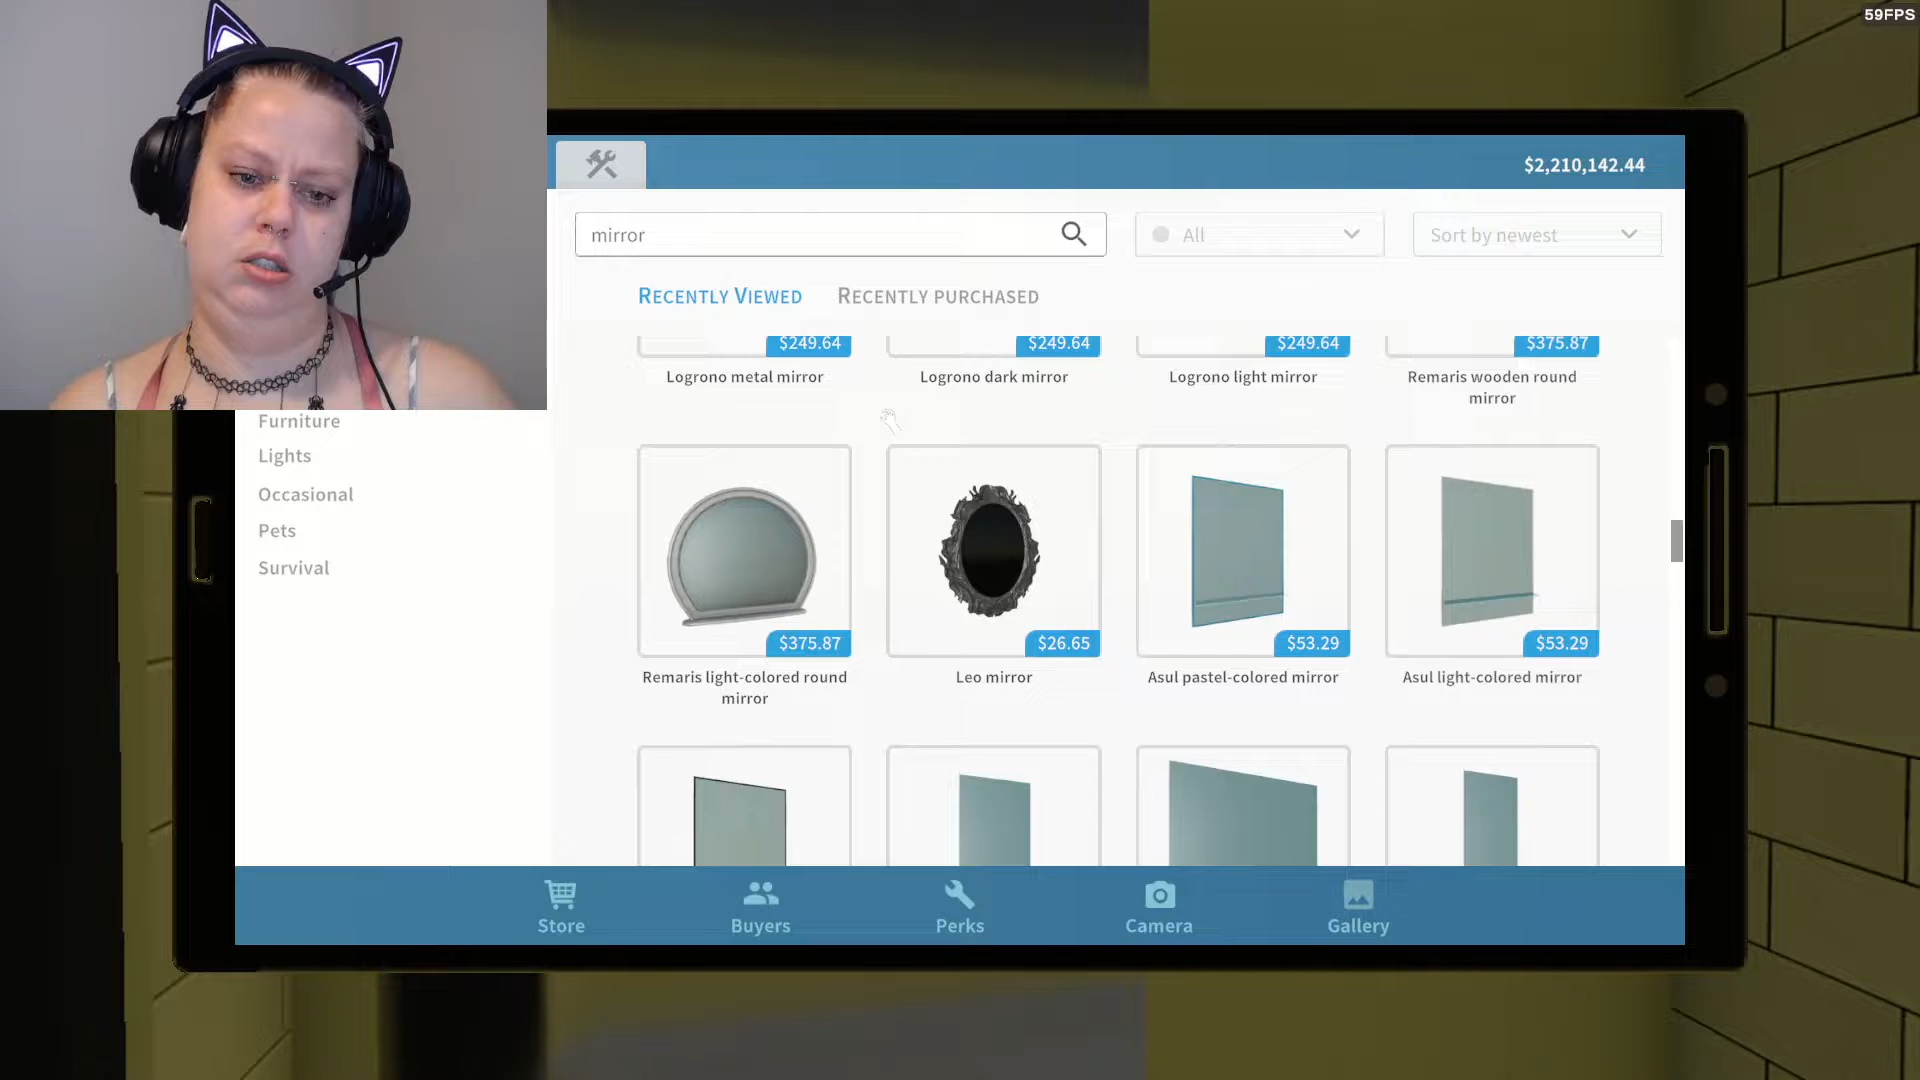 59FPS
$2,210,142.44
mirror
All
Sort by newest
RECENTLY VIEWED
RECENTLY PURCHASED
$249.64
$249.64
$249.64
$375.87
Logrono metal mirror
Logrono dark mirror
Logrono light mirror
Remaris wooden round
mirror
Furniture
Lights
Occasional
Pets
Survival
$375.87
$26.65
$53.29
$53.29
Remaris light-colored round
mirror
Leo mirror
Asul pastel-colored mirror
Asul light-colored mirror
Store
Buyers
Perks
Camera
Gallery